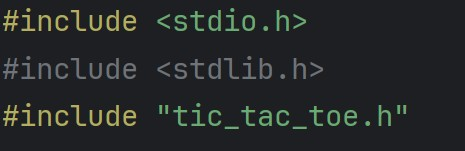 #include <stdio.h>
#include <stdlib.h>
#include "tic_tac_toe.h"